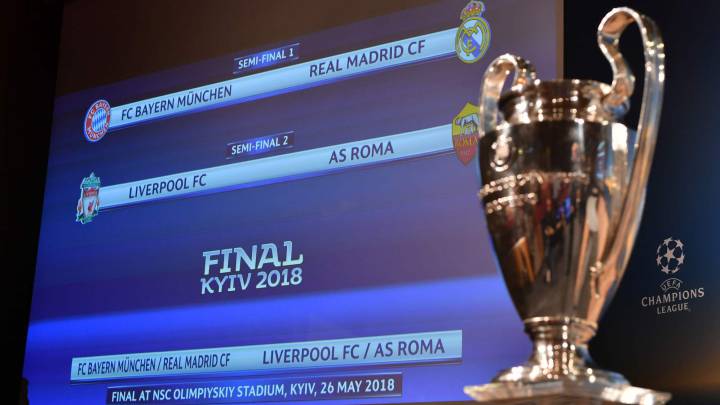 SEMI-FINAL 1
FC BAYERN MÜNCHEN REAL MADRID CF
SEMI-FINAL 2
LIVERPOOL FC AS ROMA
FINAL
KYIV 2018
FC BAYERN MÜNCHEN / REAL MADRID CF LIVERPOOL FC / AS ROMA
FINAL AT NSC OLIMPIYSKIY STADIUM, KYIV, 26 MAY 2018
UEFA
CHAMPIONS
LEAGUE